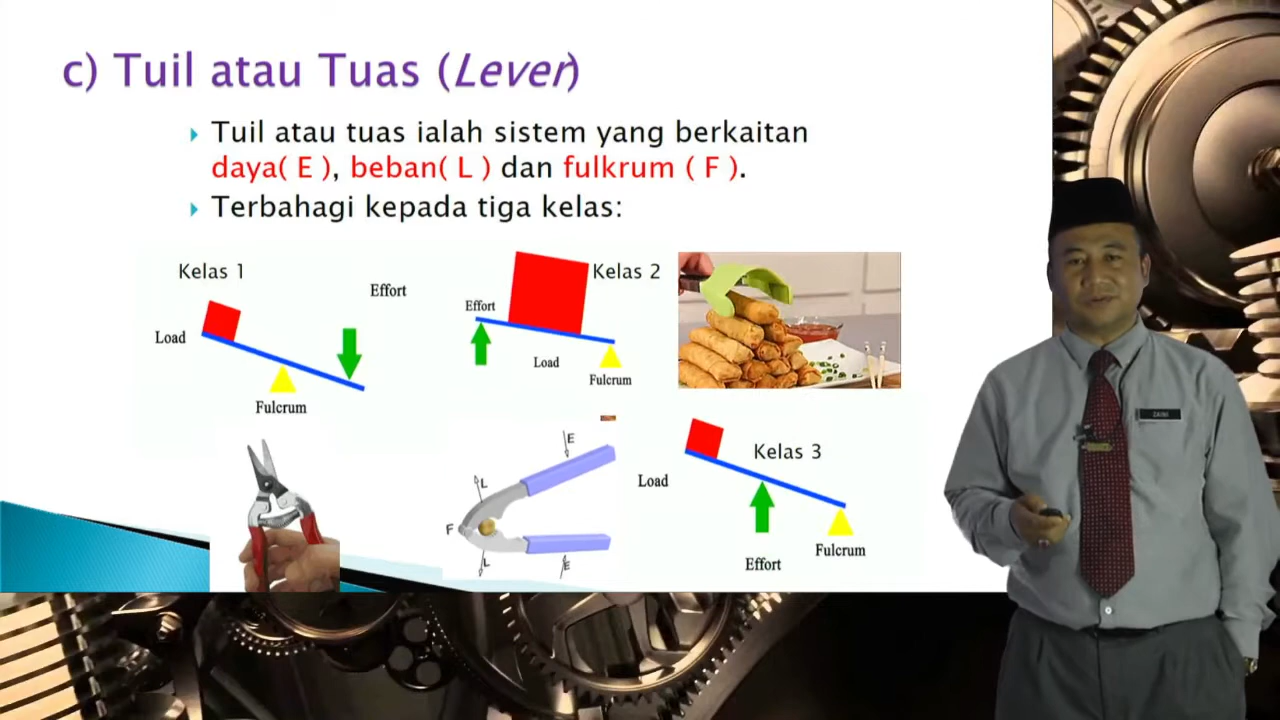 c) Tuil atau Tuas (Lever)
Tuil atau tuas ialah sistem yang berkaitan
daya( E ), beban( L ) dan fulkrum ( F ).
Terbahagi kepada tiga kelas:
Kelas 1
Effort
Load
Fulcrum
Kelas 2
Effort
Load
Fulcrum
E
L
F
L
E
Kelas 3
Load
Effort
Fulcrum
ZAINI